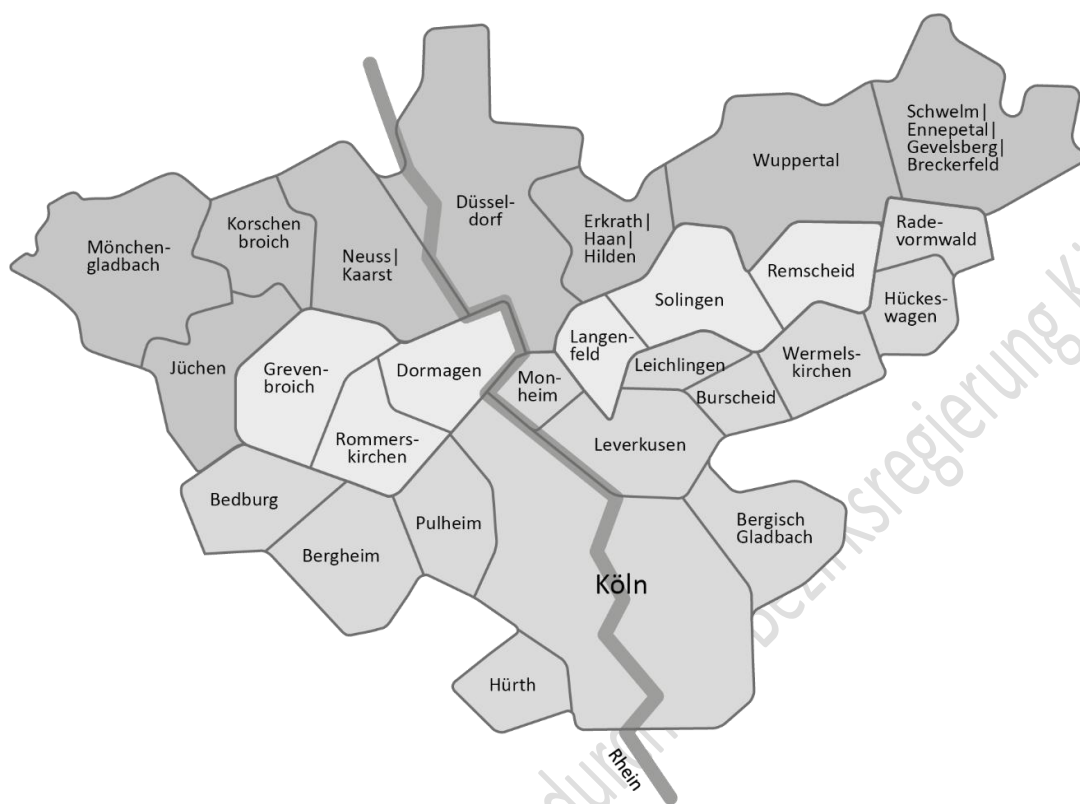 Schwelm|
Ennepetal|
Gevelsberg|
Breckerfeld
Wuppertal
Düssel-
dorf
Korschen
broich
Erkrath|
Haan|
Hilden
Rade-
vormwald
Mönchen-
gladbach
Neuss|
Kaarst
Remscheid
Solingen
Hückes-
wagen
Langen-
feld
Jüchen
Greven-
broich
Dormagen
Mon-
heim
Leichlingen
Wermels-
kirchen
Burscheid
Rommers-
kirchen
Leverkusen
Bedburg
Pulheim
Bergisch
Gladbach
Bergheim
Köln
Hürth
Rhein
durch
Bezirksregierung